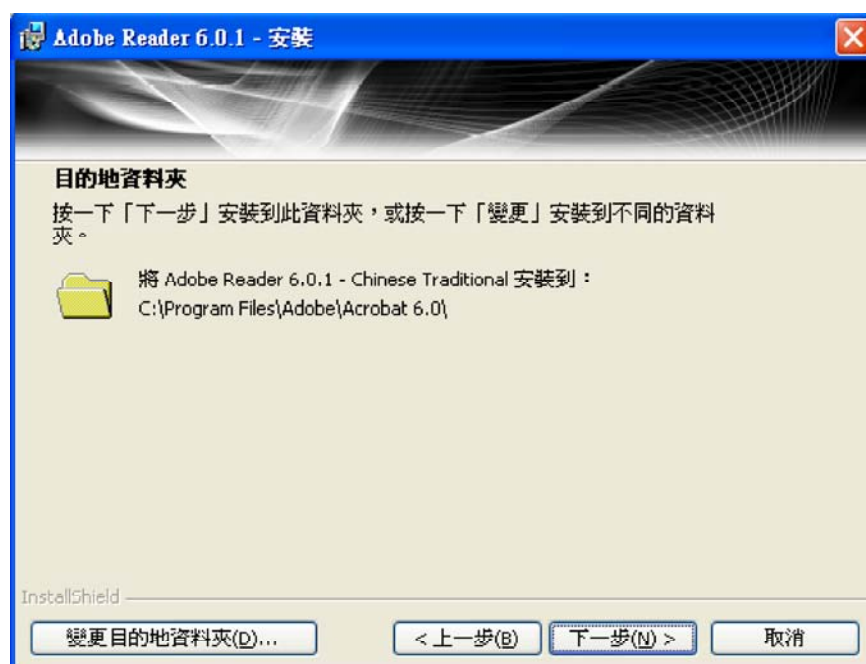 Adobe Reader 6.0.1 - 安裝
目的地資料夾
按一下「下一步」安裝到此資料夾，或按一下「變更」安裝到不同的資料
夾。
將 Adobe Reader 6.0.1 - Chinese Traditional 安裝到：
C:\Program Files\Adobe\Acrobat 6.0\
InstallShield
變更目的地資料夾(D)... <上一步(B) 下一步(N) > 取消